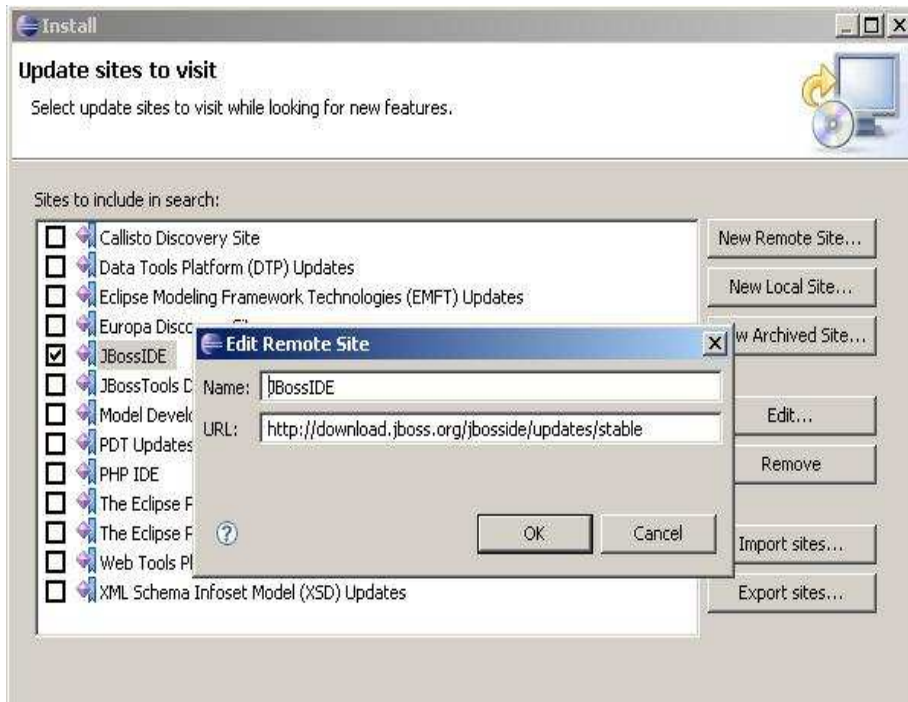 Install
Update sites to visit
Select update sites to visit while looking for new features.
Sites to include in search:
Callisto Discovery Site
Data Tools Platform (DTP) Updates
Eclipse Modeling Framework Technologies (EMFT) Updates
Europa
JBossIDE
JBossTools
Model
PDT Updates
PHP IDE
The Eclipse
The Eclipse
Web Tools
XML Schema Infoset Model (XSD) Updates
New Remote Site...
New Local Site...
Archived Site...
Edit...
Remove
Import sites...
Export sites...
Edit Remote Site
Name: JBossIDE
URL: http://download.jboss.org/jbosside/updates/stable
OK
Cancel